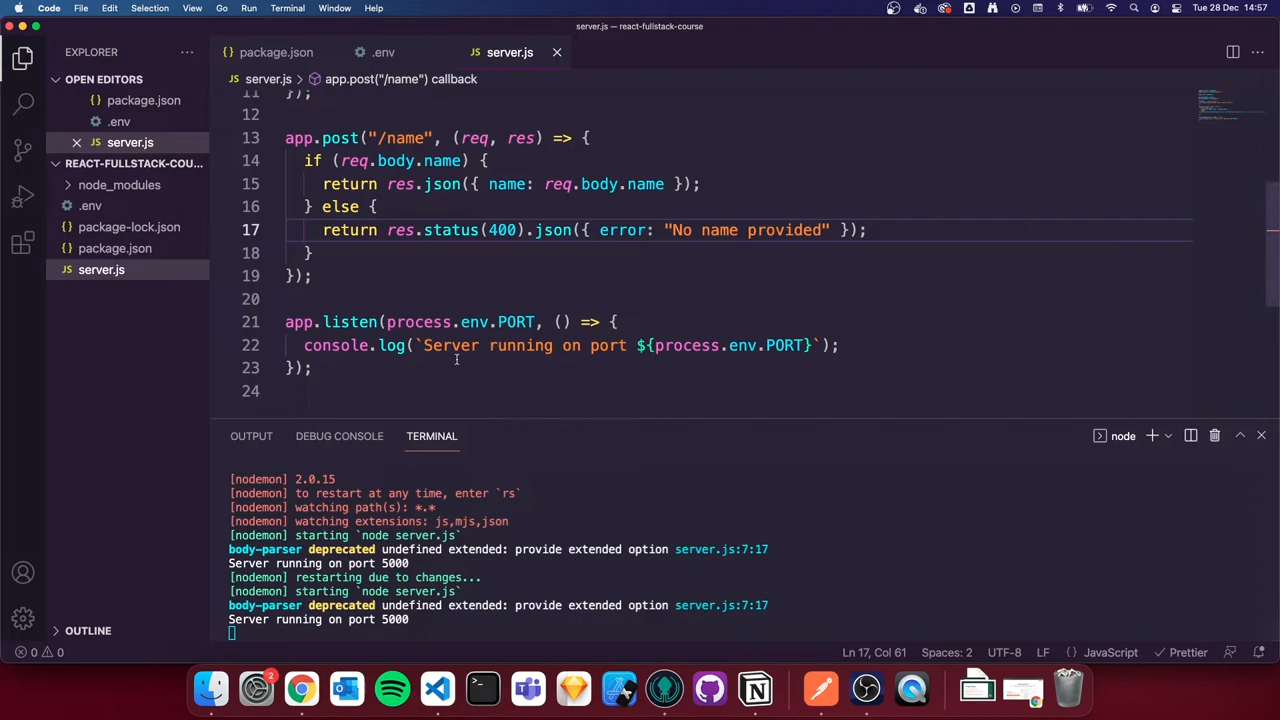 Code File Edit Selection View Go Run Terminal Window Help Tue 28 Dec 14:57
server.js — react-fullstack-course
EXPLORER
package.json .env server.js
OPEN EDITORS
JS server.js > app.post("/name") callback
package.json
.env
JS server.js
REACT-FULLSTACK-COU...
node_modules
.env
package-lock.json
package.json
JS server.js
11 });
12
13 app.post("/name", (req, res) => {
14 if (req.body.name) {
15 return res.json({ name: req.body.name });
16 } else {
17 return res.status(400).json({ error: "No name provided" });
18 }
19 });
20
21 app.listen(process.env.PORT, () => {
22 console.log(`Server running on port ${process.env.PORT}`);
23 });
24
OUTPUT DEBUG CONSOLE TERMINAL node
[nodemon] 2.0.15
[nodemon] to restart at any time, enter `rs`
[nodemon] watching path(s): *.*
[nodemon] watching extensions: js,mjs,json
[nodemon] starting `node server.js`
body-parser deprecated undefined extended: provide extended option server.js:7:17
Server running on port 5000
[nodemon] restarting due to changes...
[nodemon] starting `node server.js`
body-parser deprecated undefined extended: provide extended option server.js:7:17
Server running on port 5000
OUTLINE
0 0 Ln 17, Col 61 Spaces: 2 UTF-8 LF {} JavaScript Prettier
2